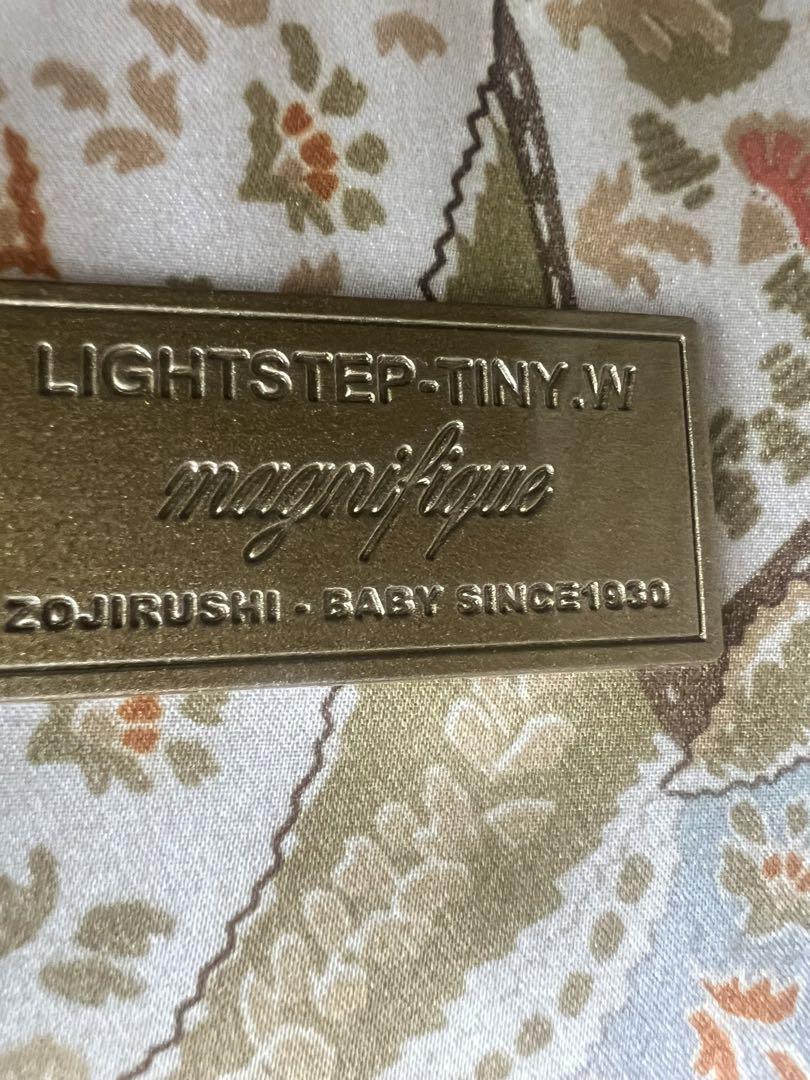 LIGHTSTEP-TINY.W
magnifique
ZOJIRUSHI - BABY SINCE1930